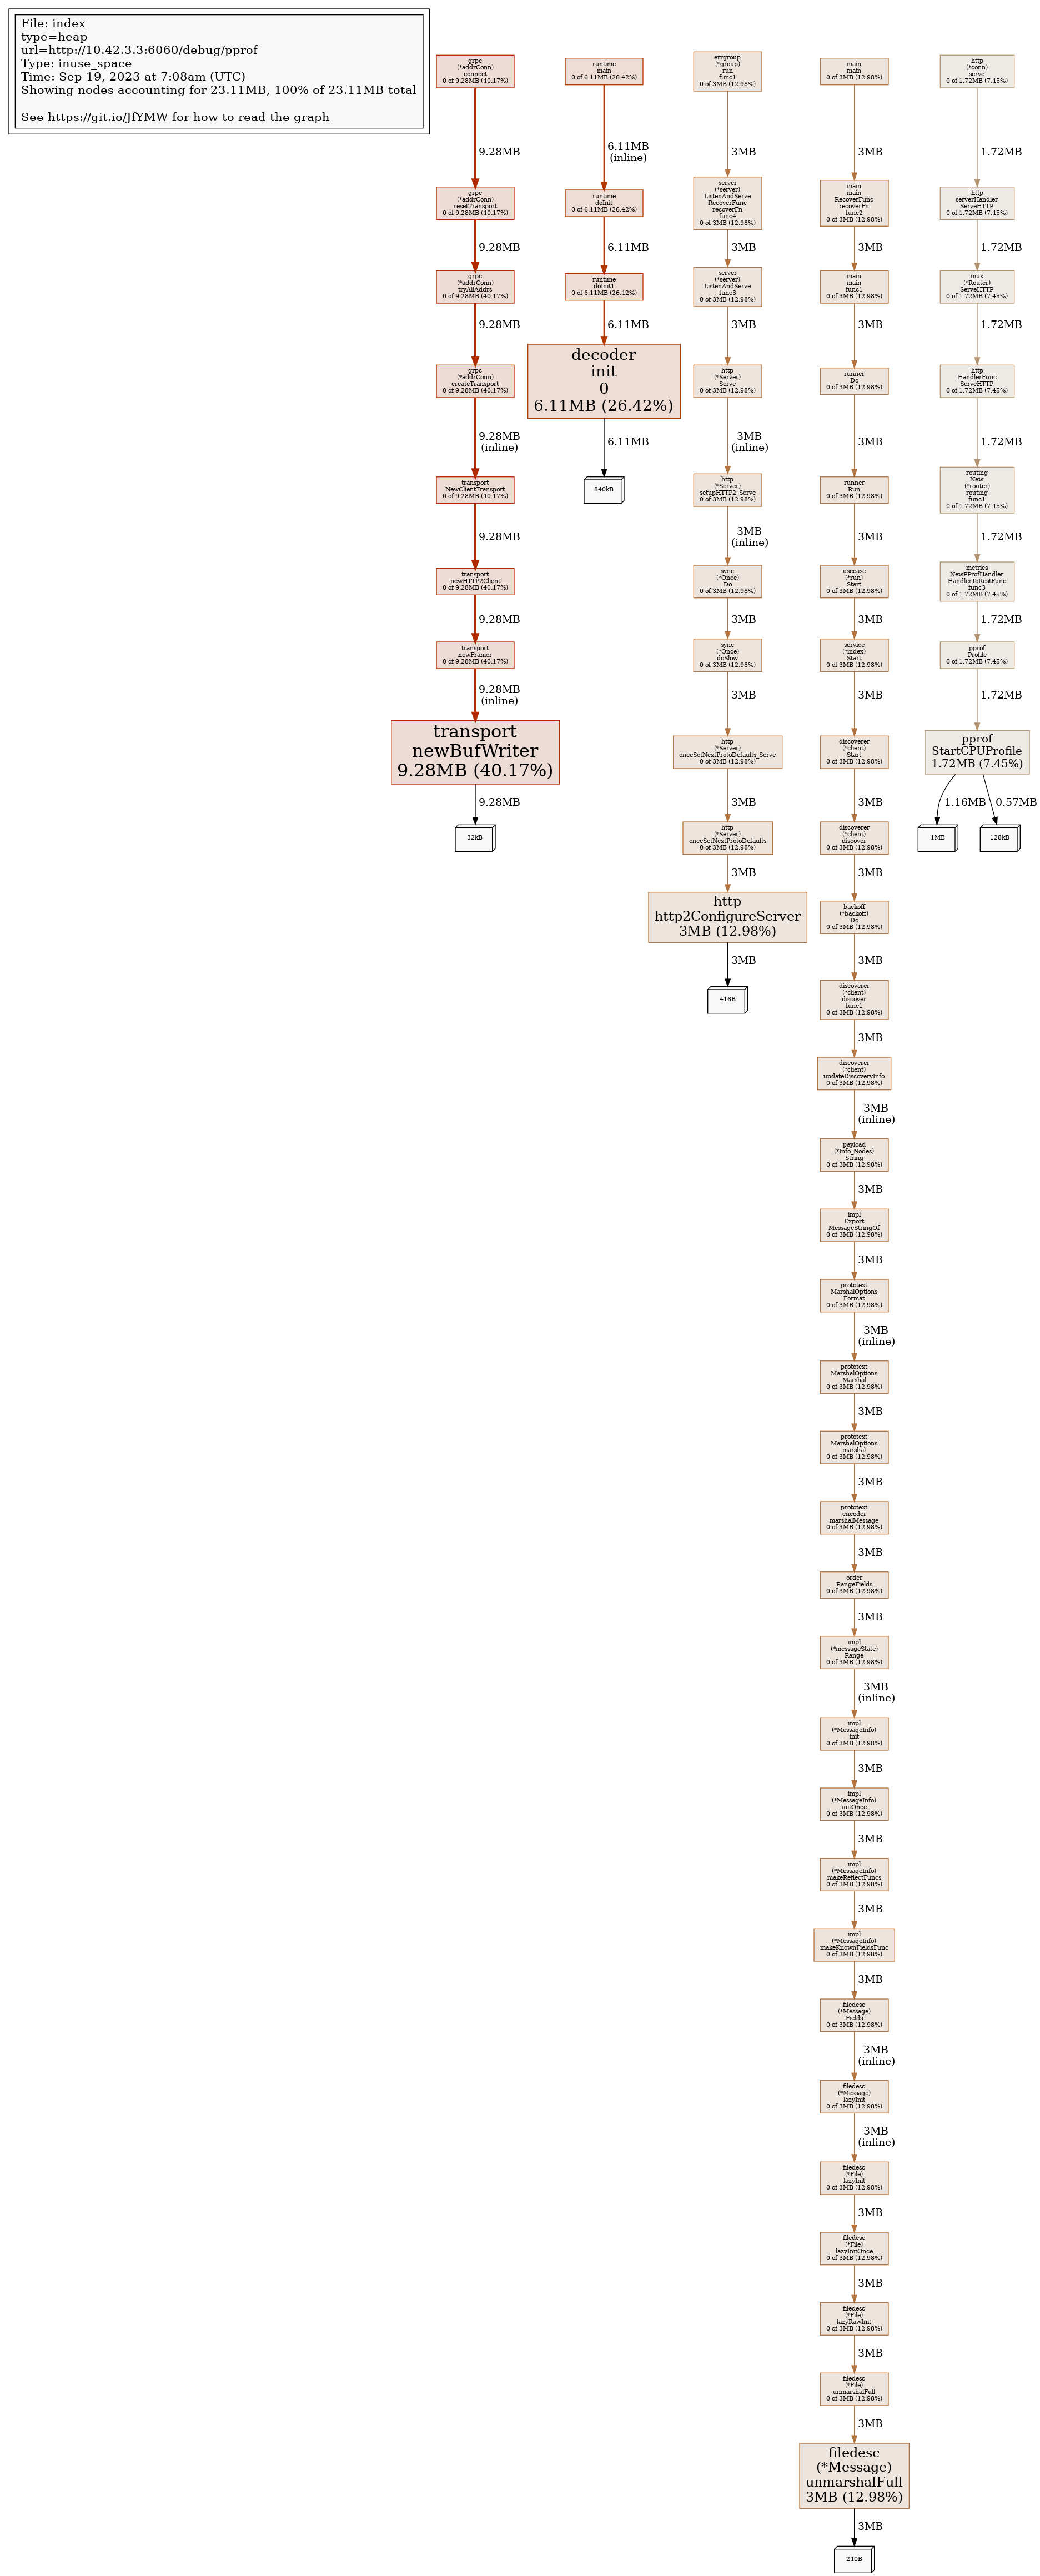 File: index
type=heap
url=http://10.42.3.3:6060/debug/pprof
Type: inuse_space
Time: Sep 19, 2023 at 7:08am (UTC)
Showing nodes accounting for 23.11MB, 100% of 23.11MB total
See https://git.io/JfYMW for how to read the graph
grpc
(*addrConn)
connect
0 of 9.28MB (40.17%)
9.28MB
grpc
(*addrConn)
resetTransport
0 of 9.28MB (40.17%)
9.28MB
grpc
(*addrConn)
tryAllAddrs
0 of 9.28MB (40.17%)
9.28MB
grpc
(*addrConn)
createTransport
0 of 9.28MB (40.17%)
9.28MB
(inline)
transport
NewClientTransport
0 of 9.28MB (40.17%)
9.28MB
transport
newHTTP2Client
0 of 9.28MB (40.17%)
9.28MB
transport
newFramer
0 of 9.28MB (40.17%)
9.28MB
(inline)
transport
newBufWriter
9.28MB (40.17%)
9.28MB
32kB
runtime
main
0 of 6.11MB (26.42%)
6.11MB
(inline)
runtime
doInit
0 of 6.11MB (26.42%)
6.11MB
runtime
doInit1
0 of 6.11MB (26.42%)
6.11MB
decoder
init
0
6.11MB (26.42%)
6.11MB
840kB
errgroup
(*group)
run
func1
0 of 3MB (12.98%)
3MB
server
(*server)
ListenAndServe
RecoverFunc
recoverFn
func4
0 of 3MB (12.98%)
3MB
server
(*server)
ListenAndServe
func3
0 of 3MB (12.98%)
3MB
http
(*Server)
Serve
0 of 3MB (12.98%)
3MB
(inline)
http
(*Server)
setupHTTP2_Serve
0 of 3MB (12.98%)
3MB
(inline)
sync
(*Once)
Do
0 of 3MB (12.98%)
3MB
sync
(*Once)
doSlow
0 of 3MB (12.98%)
3MB
http
(*Server)
onceSetNextProtoDefaults_Serve
0 of 3MB (12.98%)
3MB
http
(*Server)
onceSetNextProtoDefaults
0 of 3MB (12.98%)
3MB
http
http2ConfigureServer
3MB (12.98%)
3MB
416B
main
main
0 of 3MB (12.98%)
3MB
main
main
RecoverFunc
recoverFn
func2
0 of 3MB (12.98%)
3MB
main
main
func1
0 of 3MB (12.98%)
3MB
runner
Do
0 of 3MB (12.98%)
3MB
runner
Run
0 of 3MB (12.98%)
3MB
usecase
(*run)
Start
0 of 3MB (12.98%)
3MB
service
(*index)
Start
0 of 3MB (12.98%)
3MB
discoverer
(*client)
Start
0 of 3MB (12.98%)
3MB
discoverer
(*client)
discover
0 of 3MB (12.98%)
3MB
backoff
(*backoff)
Do
0 of 3MB (12.98%)
3MB
discoverer
(*client)
discover
func1
0 of 3MB (12.98%)
3MB
discoverer
(*client)
updateDiscoveryInfo
0 of 3MB (12.98%)
3MB
(inline)
payload
(*Info_Nodes)
String
0 of 3MB (12.98%)
3MB
impl
Export
MessageStringOf
0 of 3MB (12.98%)
3MB
prototext
MarshalOptions
Format
0 of 3MB (12.98%)
3MB
(inline)
prototext
MarshalOptions
Marshal
0 of 3MB (12.98%)
3MB
prototext
MarshalOptions
marshal
0 of 3MB (12.98%)
3MB
prototext
encoder
marshalMessage
0 of 3MB (12.98%)
3MB
order
RangeFields
0 of 3MB (12.98%)
3MB
impl
(*messageState)
Range
0 of 3MB (12.98%)
3MB
(inline)
impl
(*MessageInfo)
init
0 of 3MB (12.98%)
3MB
impl
(*MessageInfo)
initOnce
0 of 3MB (12.98%)
3MB
impl
(*MessageInfo)
makeReflectFuncs
0 of 3MB (12.98%)
3MB
impl
(*MessageInfo)
makeKnownFieldsFunc
0 of 3MB (12.98%)
3MB
filedesc
(*Message)
Fields
0 of 3MB (12.98%)
3MB
(inline)
filedesc
(*Message)
lazyInit
0 of 3MB (12.98%)
3MB
(inline)
filedesc
(*File)
lazyInit
0 of 3MB (12.98%)
3MB
filedesc
(*File)
lazyInitOnce
0 of 3MB (12.98%)
3MB
filedesc
(*File)
lazyRawInit
0 of 3MB (12.98%)
3MB
filedesc
(*File)
unmarshalFull
0 of 3MB (12.98%)
3MB
filedesc
(*Message)
unmarshalFull
3MB (12.98%)
3MB
240B
http
(*conn)
serve
0 of 1.72MB (7.45%)
1.72MB
http
serverHandler
ServeHTTP
0 of 1.72MB (7.45%)
1.72MB
mux
(*Router)
ServeHTTP
0 of 1.72MB (7.45%)
1.72MB
http
HandlerFunc
ServeHTTP
0 of 1.72MB (7.45%)
1.72MB
routing
New
(*router)
routing
func1
0 of 1.72MB (7.45%)
1.72MB
metrics
NewPProfHandler
HandlerToRestFunc
func3
0 of 1.72MB (7.45%)
1.72MB
pprof
Profile
0 of 1.72MB (7.45%)
1.72MB
pprof
StartCPUProfile
1.72MB (7.45%)
1.16MB
0.57MB
1MB
128kB